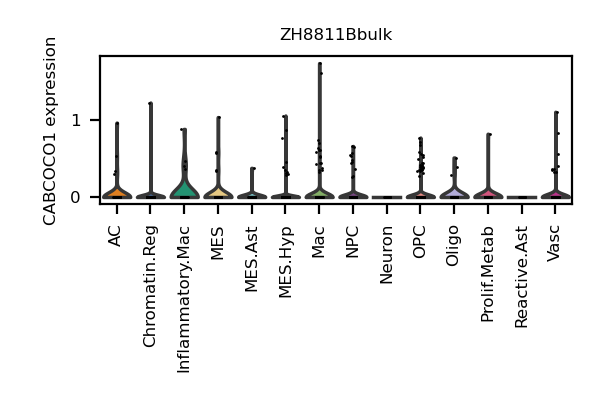 ZH8811Bbulk
CABCOCO1 expression
1
0
AC
Chromatin.Reg
Inflammatory.Mac
MES
MES.Ast
MES.Hyp
Mac
NPC
Neuron
OPC
Oligo
Prolif.Metab
Reactive.Ast
Vasc